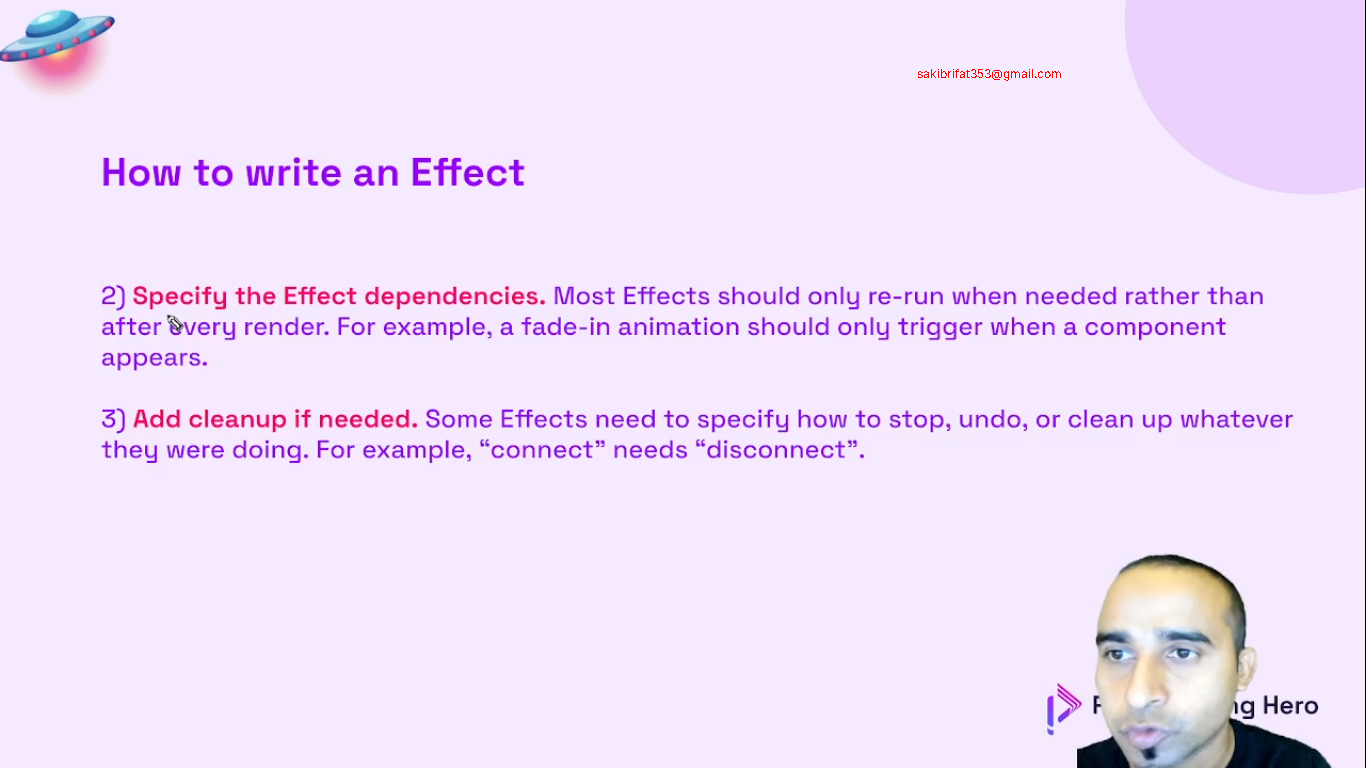 sakibrifat353@gmail.com
How to write an Effect
2) Specify the Effect dependencies. Most Effects should only re-run when needed rather than
after every render. For example, a fade-in animation should only trigger when a component
appears.
3) Add cleanup if needed. Some Effects need to specify how to stop, undo, or clean up whatever
they were doing. For example, “connect” needs “disconnect”.
Hero